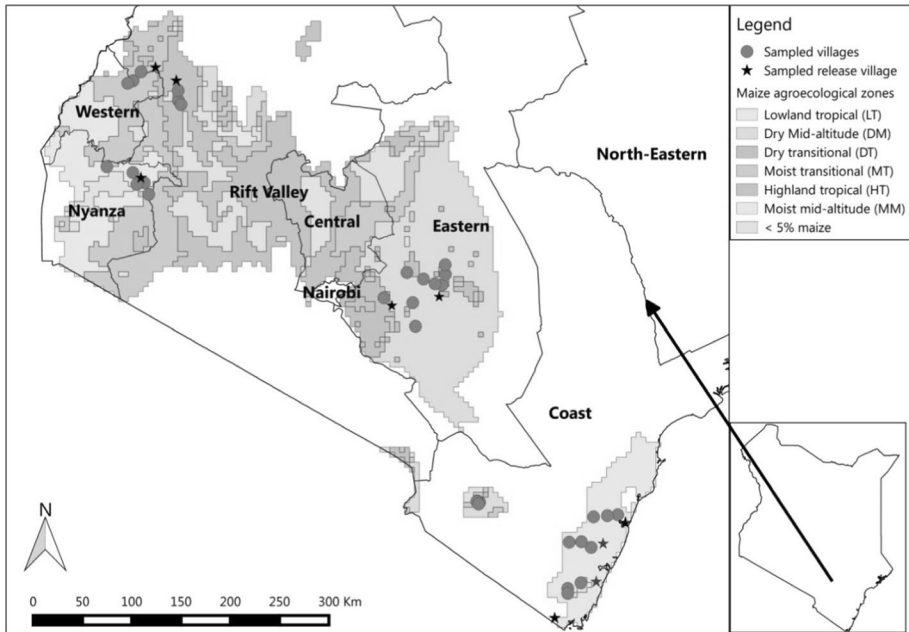 Legend
Sampled villages
Sampled release village
Maize agroecological zones
Lowland tropical (LT)
Dry Mid-altitude (DM)
Dry transitional (DT)
Moist transitional (MT)
Highland tropical (HT)
Moist mid-altitude (MM)
< 5% maize
Western
North-Eastern
Rift Valley
Nyanza
Central
Eastern
Nairobi
Coast
N
0 50 100 150 200 250 300 Km